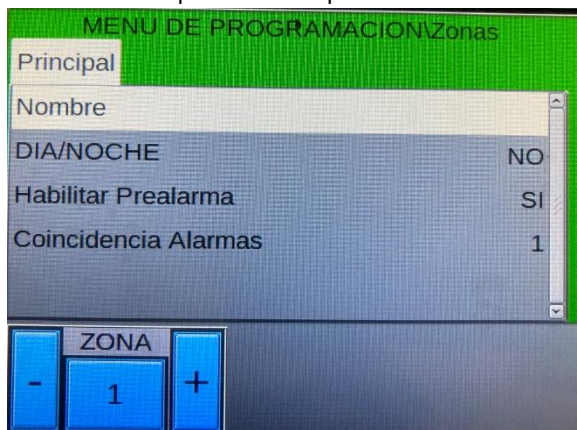 MENU DE PROGRAMACION\Zonas
Principal
Nombre
DIA/NOCHE NO
Habilitar Prealarma SI
Coincidencia Alarmas 1
ZONA
- 1 +